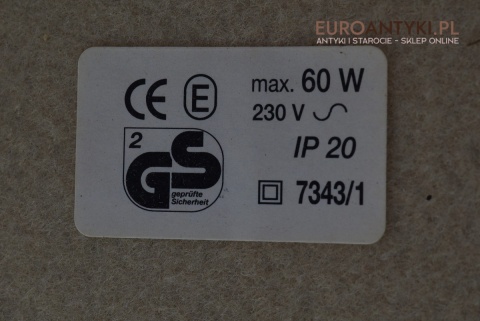 EUROANTYKI.PL
ANTYKI I STAROCIE - SKLEP ONLINE
CE E max. 60 W
230 V
2
GS
geprüfte
Sicherheit
IP 20
7343/1